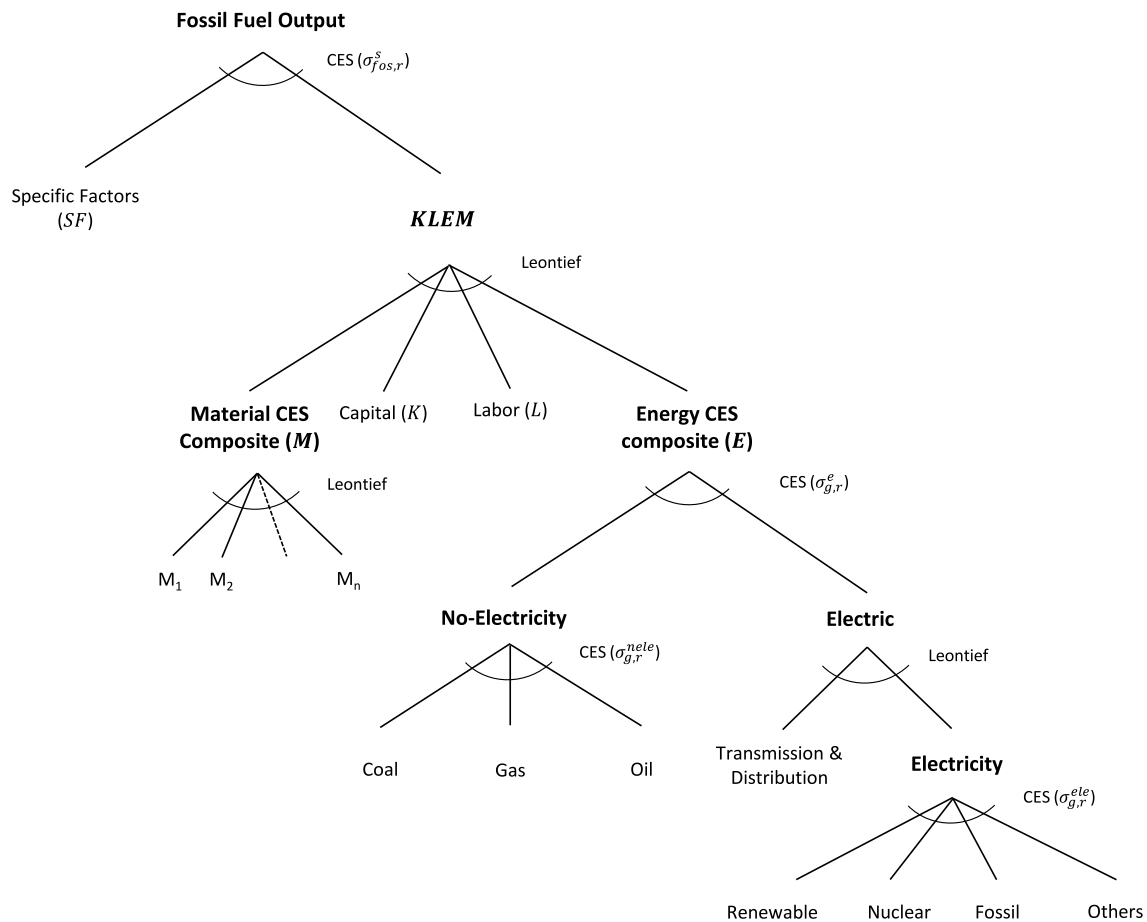 Fossil Fuel Output
CES (σ^s_{fos,r})
Specific Factors
(SF)
KLEM
Leontief
Material CES
Composite (M)
Capital (K)
Labor (L)
Energy CES
composite (E)
Leontief
CES (σ^e_{g,r})
M₁
M₂
Mₙ
No-Electricity
Electric
CES (σ^{nele}_{g,r})
Leontief
Coal
Gas
Oil
Transmission &
Distribution
Electricity
CES (σ^{ele}_{g,r})
Renewable
Nuclear
Fossil
Others